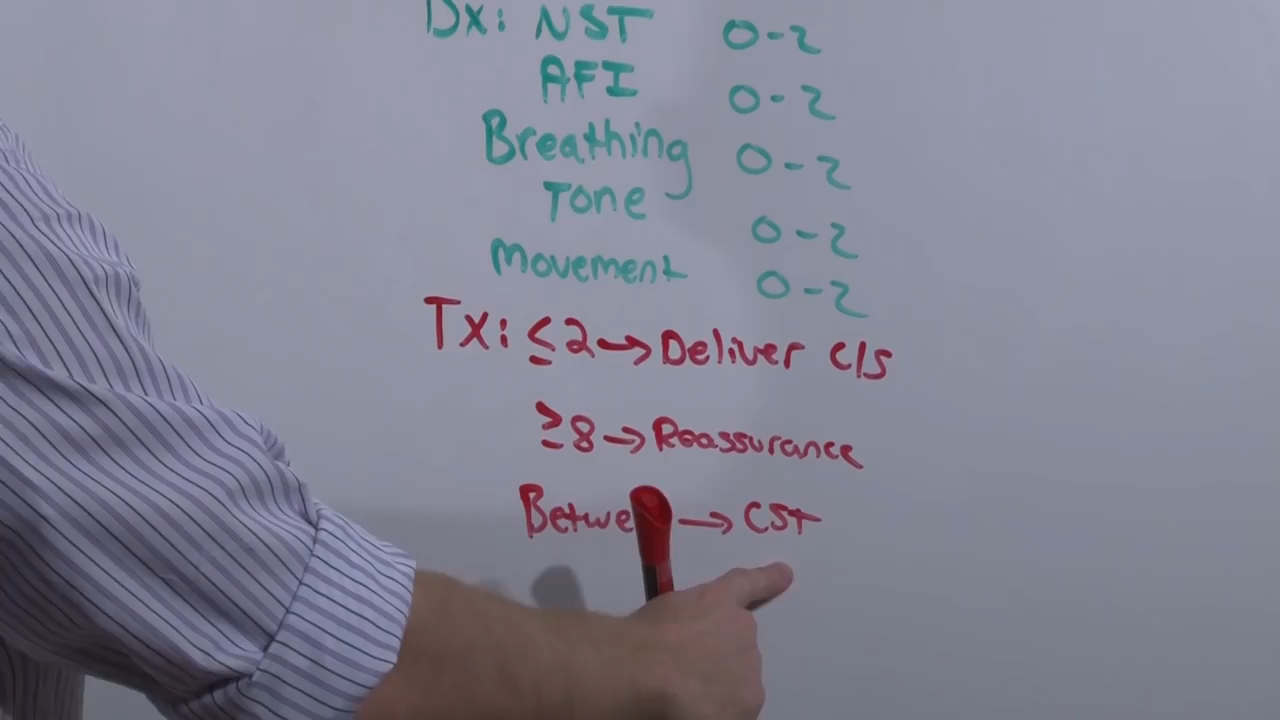 Dx: NST 0-2
AFI 0-2
Breathing 0-2
Tone 0-2
Movement 0-2
Tx: ≤2→Deliver C/S
≥8→Reassurance
Betwe →CST